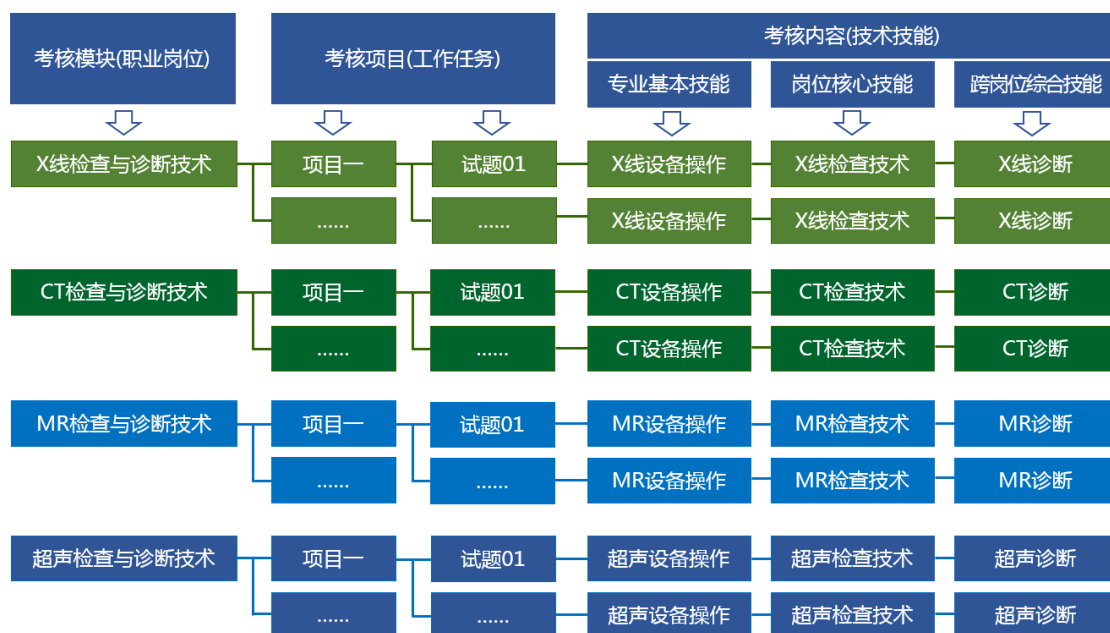 考核模块(职业岗位)
考核项目(工作任务)
考核内容(技术技能)
专业基本技能
岗位核心技能
跨岗位综合技能
X线检查与诊断技术
项目一
试题01
X线设备操作
X线检查技术
X线诊断
......
......
X线设备操作
X线检查技术
X线诊断
CT检查与诊断技术
项目一
试题01
CT设备操作
CT检查技术
CT诊断
......
......
CT设备操作
CT检查技术
CT诊断
MR检查与诊断技术
项目一
试题01
MR设备操作
MR检查技术
MR诊断
......
......
MR设备操作
MR检查技术
MR诊断
超声检查与诊断技术
项目一
试题01
超声设备操作
超声检查技术
超声诊断
......
......
超声设备操作
超声检查技术
超声诊断